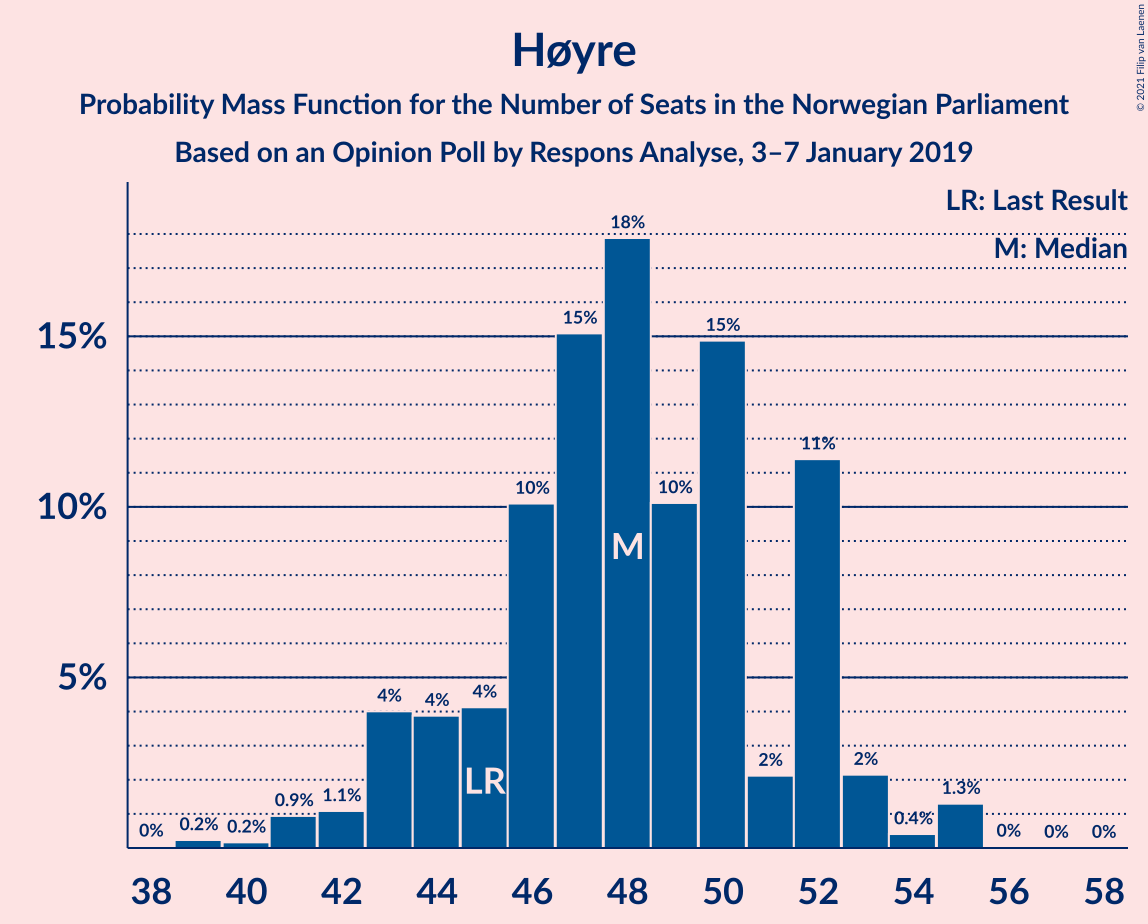 Høyre
Probability Mass Function for the Number of Seats in the Norwegian Parliament
Based on an Opinion Poll by Respons Analyse, 3–7 January 2019
© 2021 Filip van Laenen
LR: Last Result
M: Median
15%
10%
5%
0%
0.2%
0.2%
0.9%
1.1%
4%
4%
4%
10%
15%
18%
10%
15%
2%
11%
2%
0.4%
1.3%
0%
0%
0%
LR
M
38 40 42 44 46 48 50 52 54 56 58